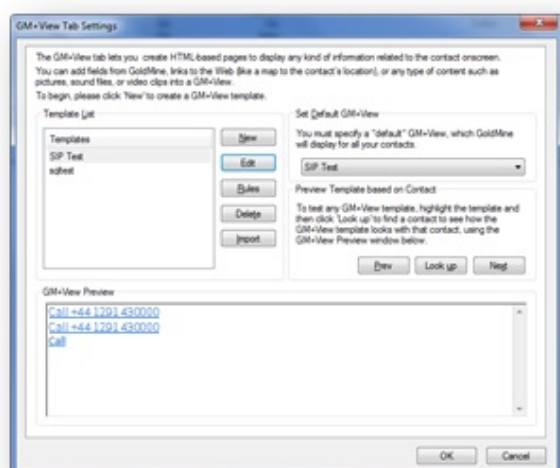 GM+View Tab Settings
The GM+View tab lets you create HTML-based pages to display any kind of information related to the contact onscreen.
You can add fields from GoldMine, links to the Web (like a map to the contact's location), or any type of content such as
pictures, sound files, or video clips into a GM+View.
To begin, please click 'New' to create a GM+View template.
Template List
Templates
SIP Test
sqltest
New
Edit
Rules
Delete
Import
Set Default GM+View
You must specify a "default" GM+View, which GoldMine
will display for all your contacts.
SIP Test
Preview Template based on Contact
To test any GM+View template, highlight the template and
then click 'Look up' to find a contact to see how the
GM+View template looks with that contact, using the
GM+View Preview window below.
Prev
Look up
Next
GM+View Preview
Call +44 1291 430000
Call +44 1291 430000
Call
OK
Cancel